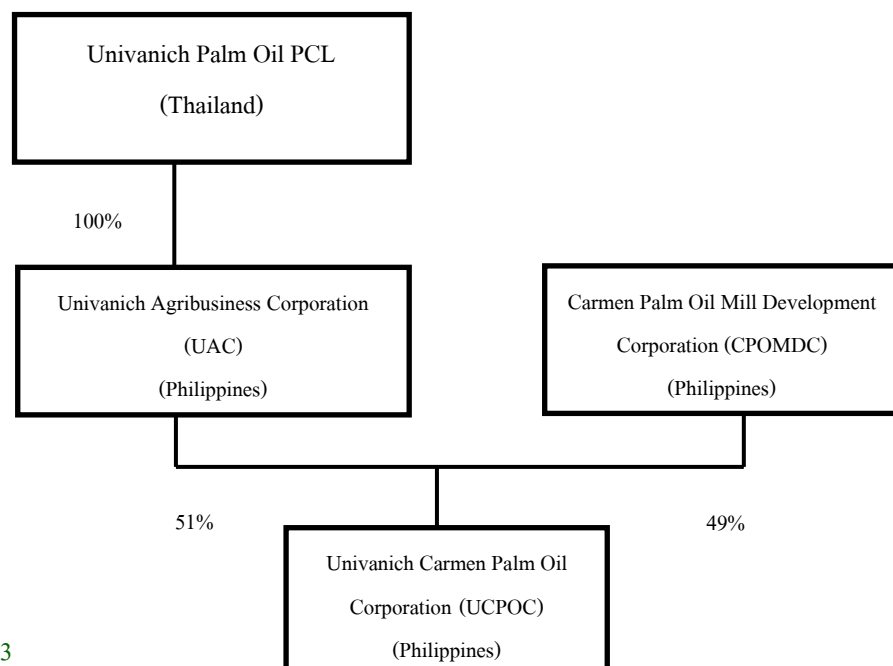 Univanich Palm Oil PCL
(Thailand)
100%
Univanich Agribusiness Corporation
(UAC)
(Philippines)
Carmen Palm Oil Mill Development
Corporation (CPOMDC)
(Philippines)
51%
49%
Univanich Carmen Palm Oil
Corporation (UCPOC)
(Philippines)
3